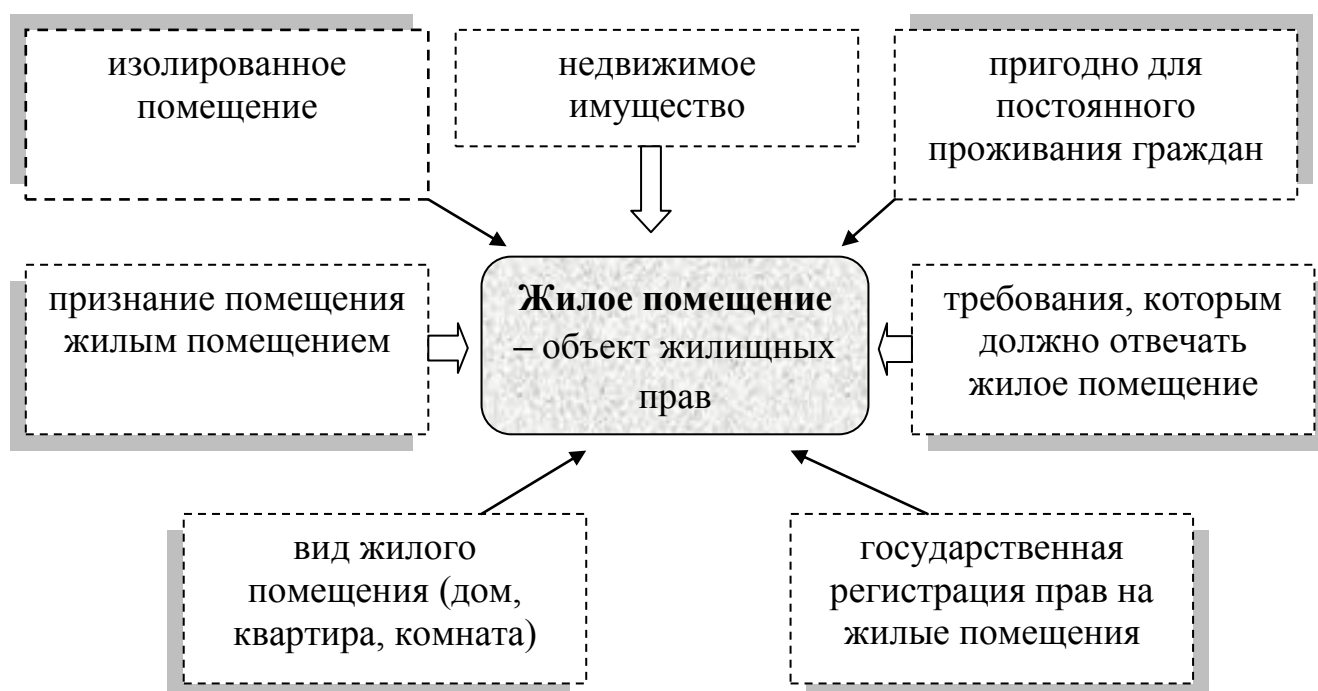 изолированное
помещение
недвижимое
имущество
пригодно для
постоянного
проживания граждан
признание помещения
жилым помещением
Жилое помещение
– объект жилищных
прав
требования, которым
должно отвечать
жилое помещение
вид жилого
помещения (дом,
квартира, комната)
государственная
регистрация прав на
жилые помещения